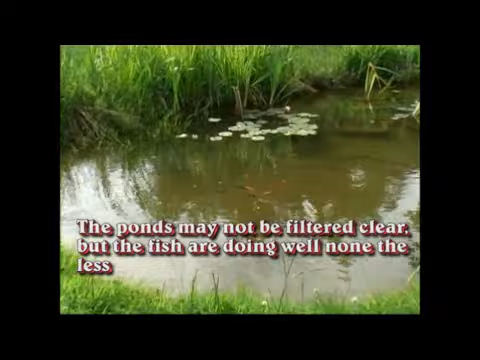 The ponds may not be filtered clear,
but the fish are doing well none the
less